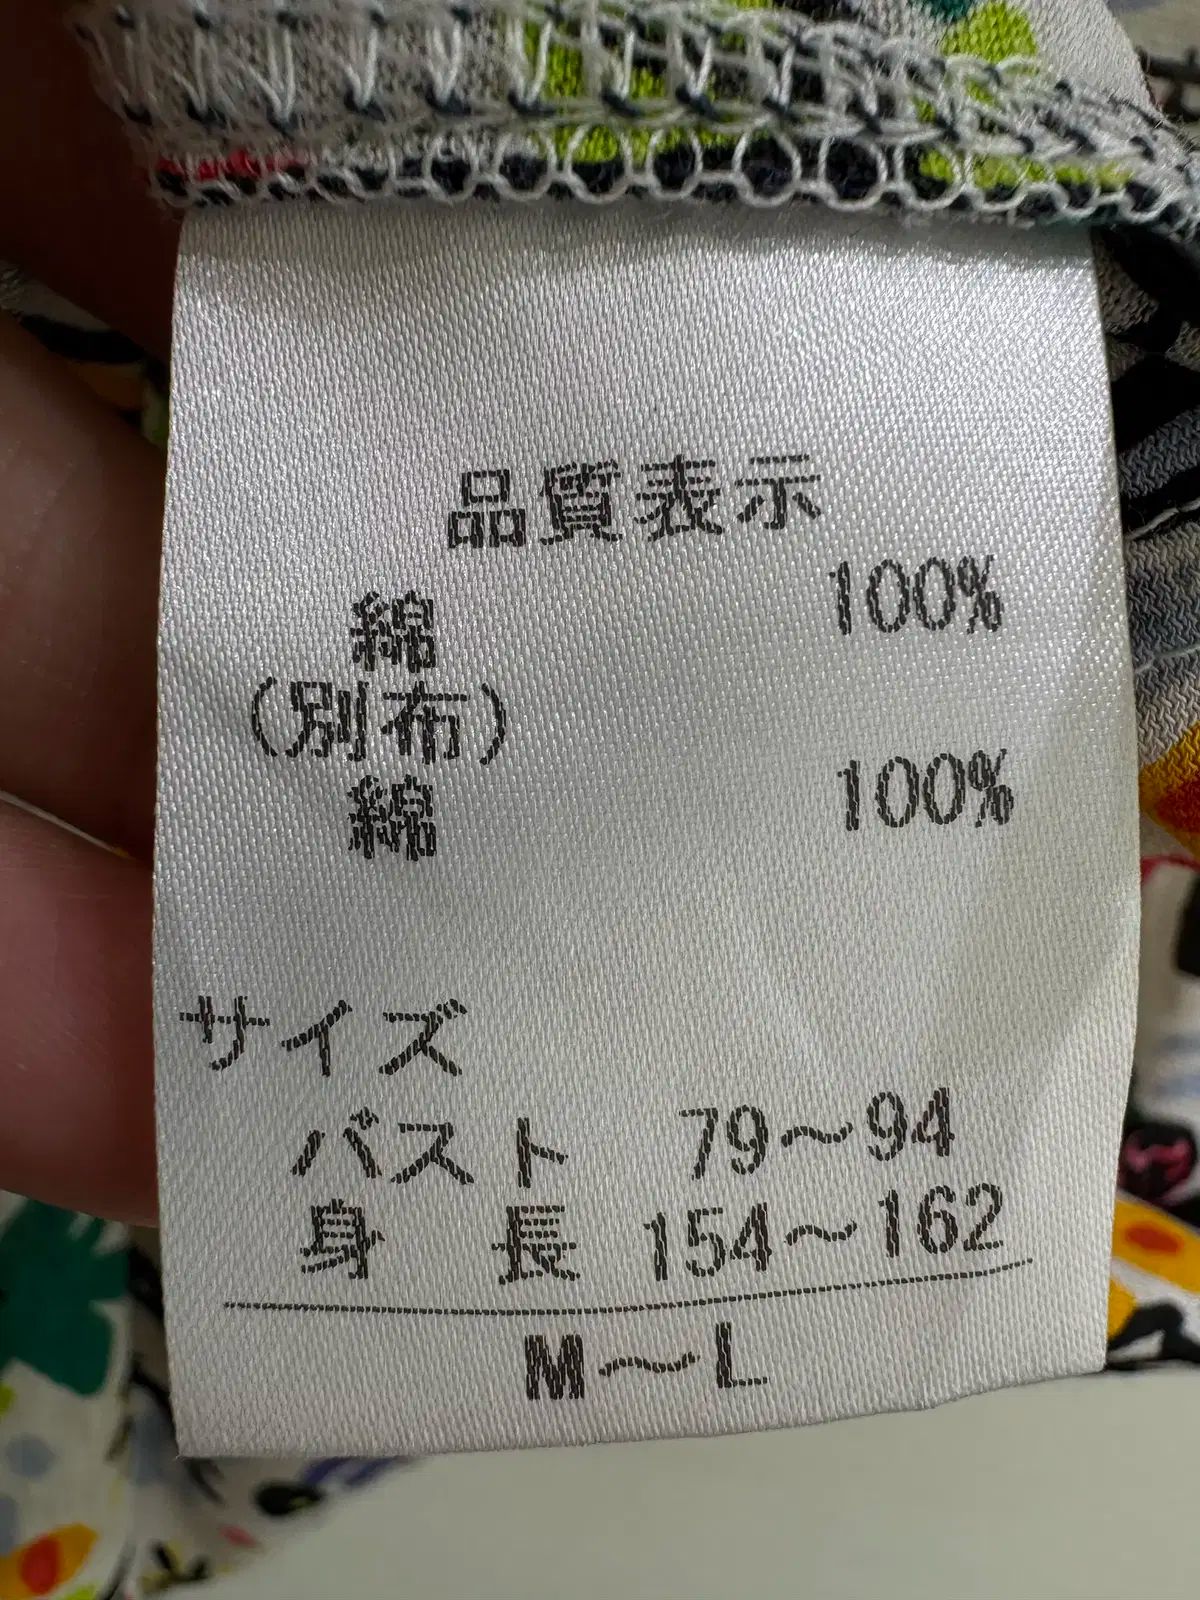 品質表示
綿 100%
(別布)
綿 100%
サイズ
バスト 79～94
身 長 154～162
M～L